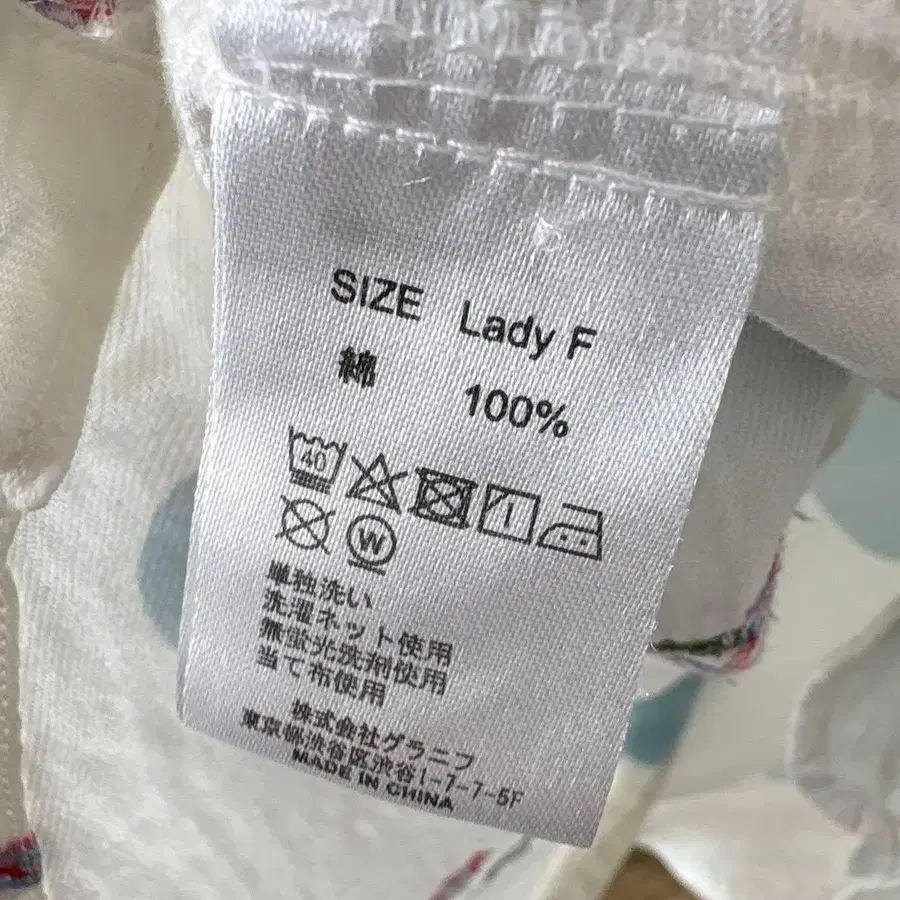 SIZE Lady F
綿 100%
40
W
単独洗い
洗濯ネット使用
無蛍光洗剤使用
当て布使用
株式会社グラニフ
東京都渋谷区渋谷1-7-7-5F
MADE IN CHINA